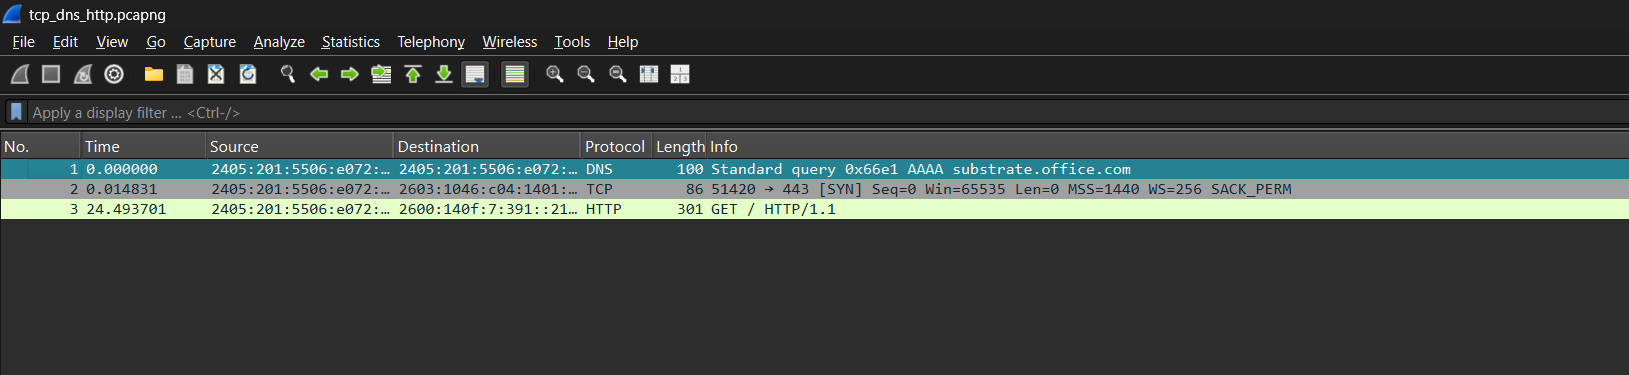 tcp_dns_http.pcapng
File Edit View Go Capture Analyze Statistics Telephony Wireless Tools Help
Apply a display filter ... <Ctrl-/>
No. Time Source Destination Protocol Length Info
1 0.000000 2405:201:5506:e072:… 2405:201:5506:e072:… DNS 100 Standard query 0x66e1 AAAA substrate.office.com
2 0.014831 2405:201:5506:e072:… 2603:1046:c04:1401:… TCP 86 51420 → 443 [SYN] Seq=0 Win=65535 Len=0 MSS=1440 WS=256 SACK_PERM
3 24.493701 2405:201:5506:e072:… 2600:140f:7:391::21… HTTP 301 GET / HTTP/1.1